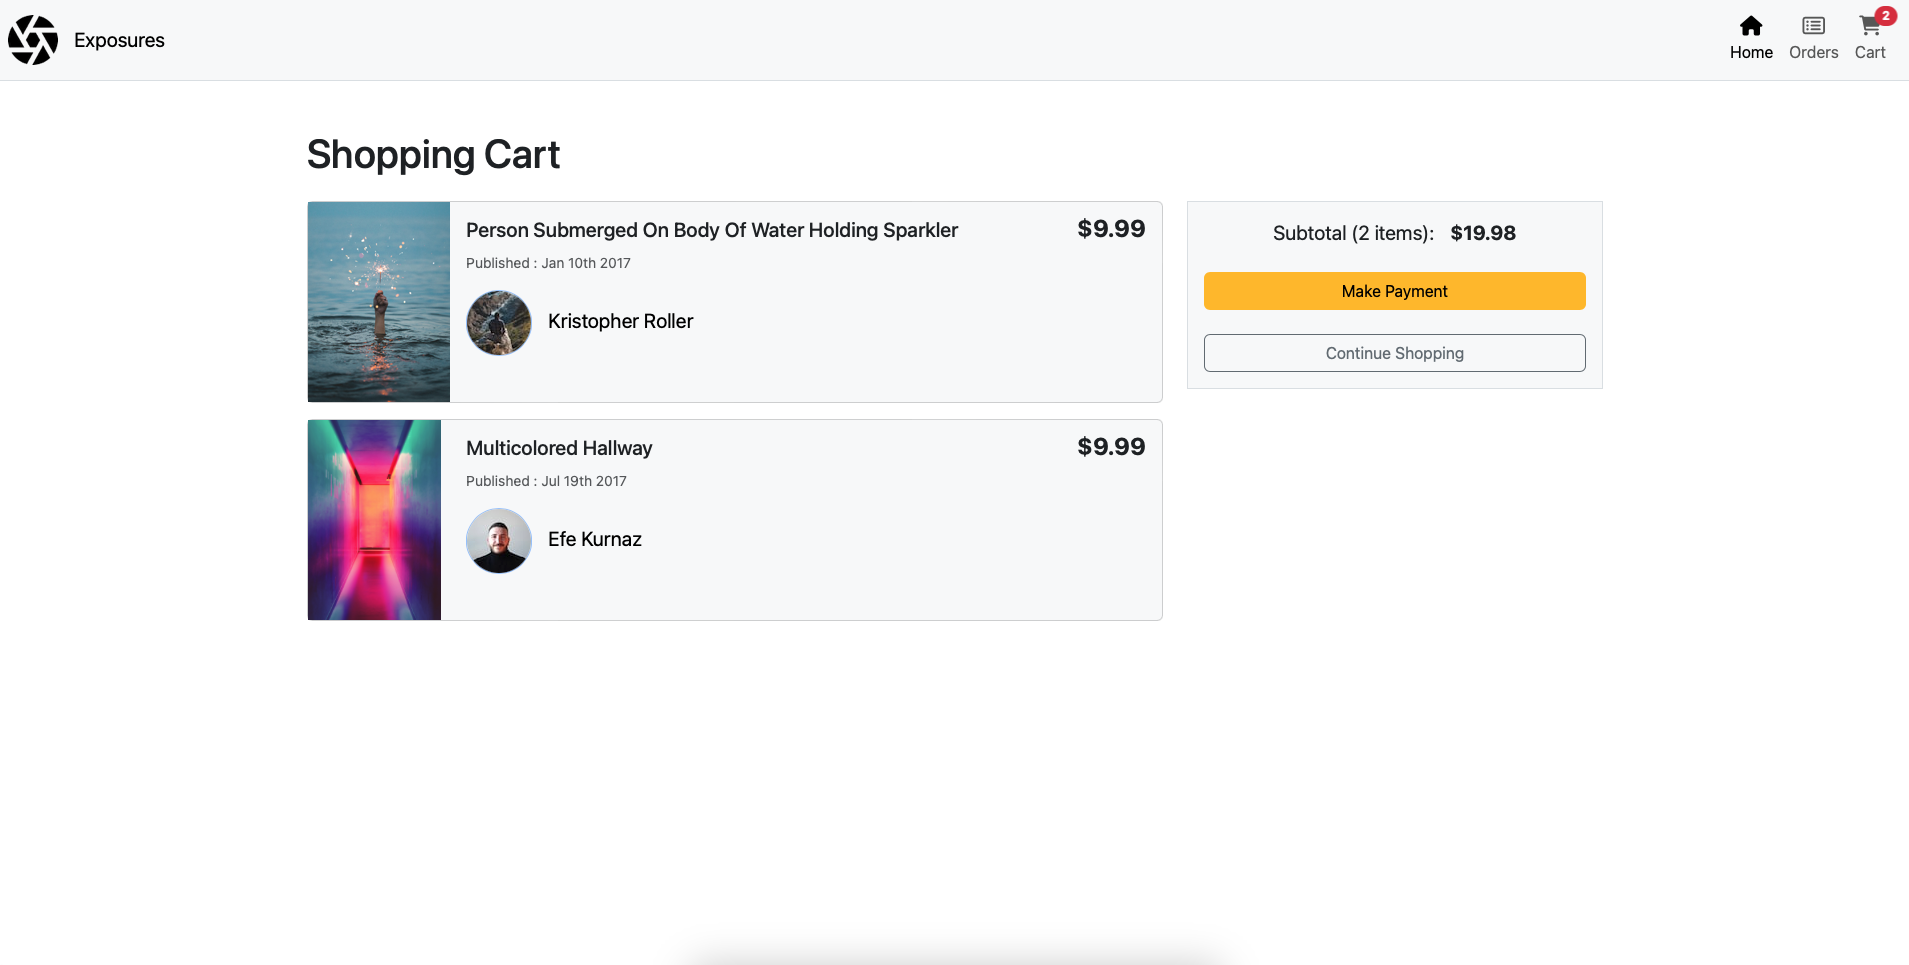 Exposures
Home
Orders
2
Cart
Shopping Cart
Person Submerged On Body Of Water Holding Sparkler
$9.99
Published : Jan 10th 2017
Kristopher Roller
Multicolored Hallway
$9.99
Published : Jul 19th 2017
Efe Kurnaz
Subtotal (2 items): $19.98
Make Payment
Continue Shopping